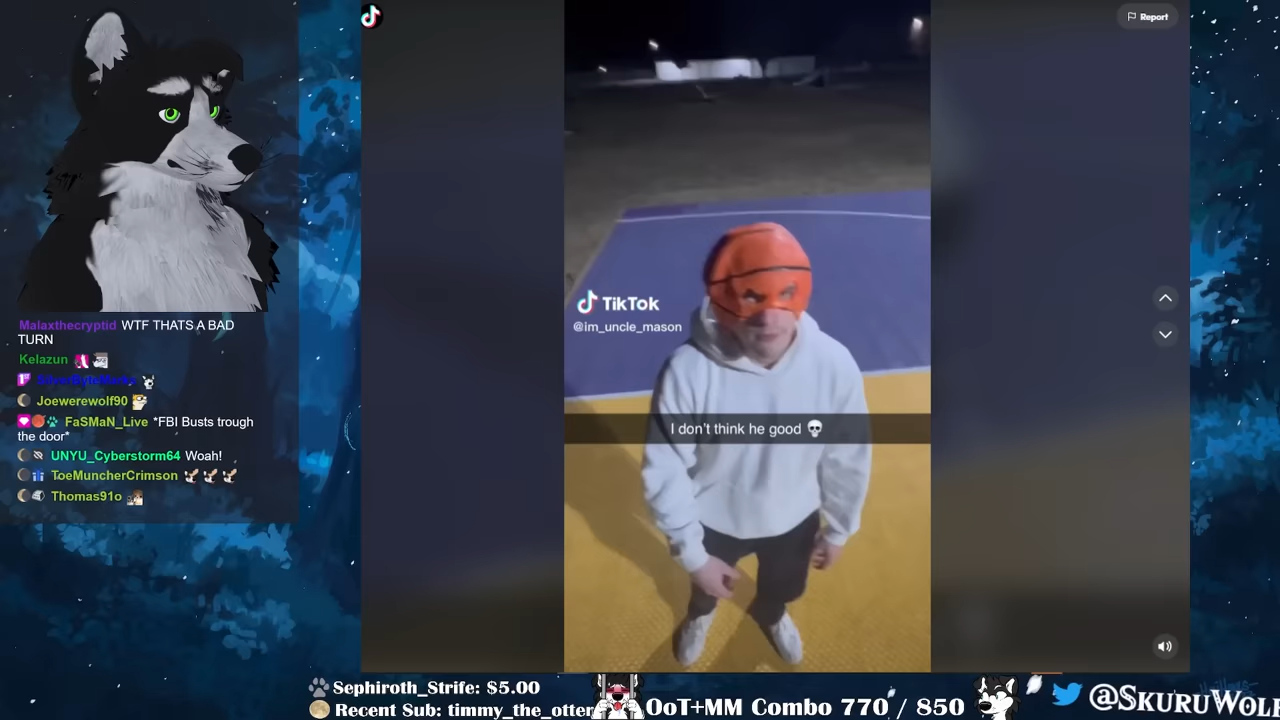 Malaxthecryptid WTF THATS A BAD
TURN
Kelazun
SilverByteMarks
Joewerewolf90
FaSMaN_Live *FBI Busts trough
the door*
UNYU_Cyberstorm64 Woah!
ToeMuncherCrimson
Thomas91o
Report
TikTok
@im_uncle_mason
I don't think he good 💀
Sephiroth_Strife: $5.00
Recent Sub: timmy_the_otter
OoT+MM Combo 770 / 850
@SkuruWolf